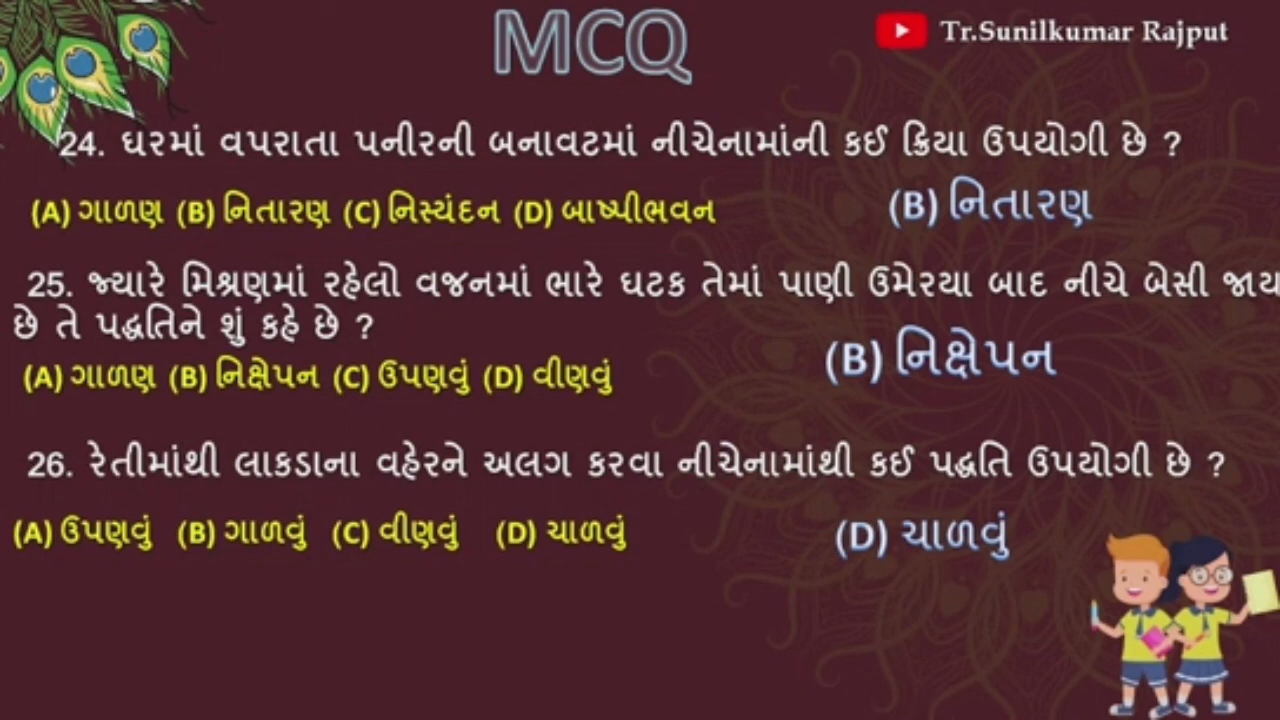 MCQ
Tr.Sunilkumar Rajput
24. ઘરમાં વપરાતા પનીરની બનાવટમાં નીચેનામાંની કઈ ક્રિયા ઉપયોગી છે ?
(A) ગાળણ (B) નિતારણ (C) નિસ્યંદન (D) બાષ્પીભવન
(B) નિતારણ
25. જ્યારે મિશ્રણમાં રહેલો વજનમાં ભારે ઘટક તેમાં પાણી ઉમેરયા બાદ નીચે બેસી જાય
છે તે પદ્ધતિને શું કહે છે ?
(A) ગાળણ (B) નિક્ષેપન (C) ઉપણવું (D) વીણવું
(B) નિક્ષેપન
26. રેતીમાંથી લાકડાના વહેરને અલગ કરવા નીચેનામાંથી કઈ પદ્ધતિ ઉપયોગી છે ?
(A) ઉપણવું (B) ગાળવું (C) વીણવું (D) ચાળવું
(D) ચાળવું